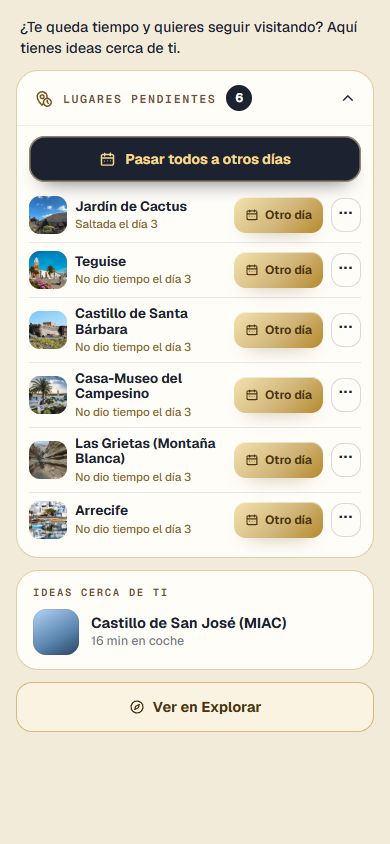 ¿Te queda tiempo y quieres seguir visitando? Aquí
tienes ideas cerca de ti.
LUGARES PENDIENTES 6
Pasar todos a otros días
Jardín de Cactus
Saltada el día 3
Otro día
Teguise
No dio tiempo el día 3
Otro día
Castillo de Santa
Bárbara
No dio tiempo el día 3
Otro día
Casa-Museo del
Campesino
No dio tiempo el día 3
Otro día
Las Grietas (Montaña
Blanca)
No dio tiempo el día 3
Otro día
Arrecife
No dio tiempo el día 3
Otro día
IDEAS CERCA DE TI
Castillo de San José (MIAC)
16 min en coche
Ver en Explorar